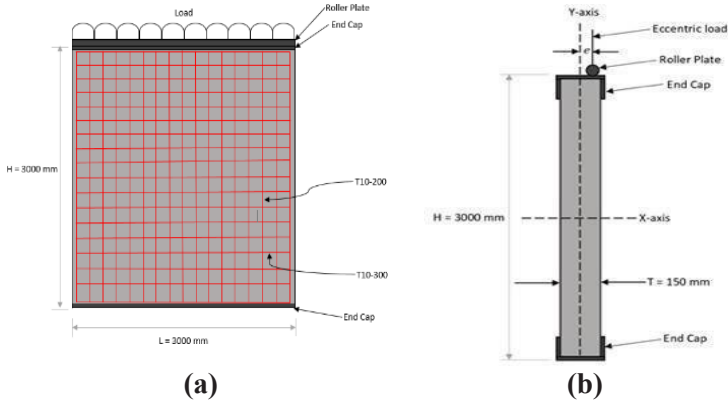 Load
Roller Plate
End Cap
H = 3000 mm
T10-200
T10-300
End Cap
L = 3000 mm
(a)
Y-axis
Eccentric load
e
Roller Plate
End Cap
H = 3000 mm
X-axis
T = 150 mm
End Cap
(b)